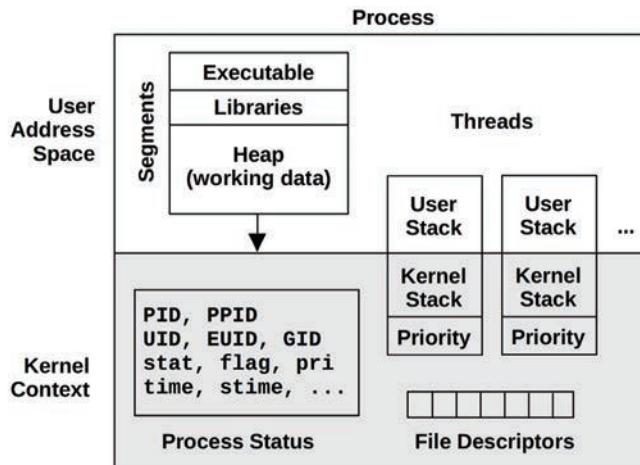 Process
User
Address
Space
Segments
Executable
Libraries
Heap
(working data)
Threads
User
Stack
User
Stack
...
Kernel
Context
PID, PPID
UID, EUID, GID
stat, flag, pri
time, stime, ...
Process Status
Kernel
Stack
Priority
Kernel
Stack
Priority
File Descriptors